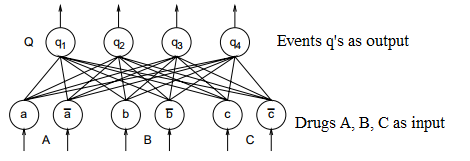 Q q1 q2 q3 q4 Events q's as output
a a̅ b b̅ c c̅ Drugs A, B, C as input
A B C